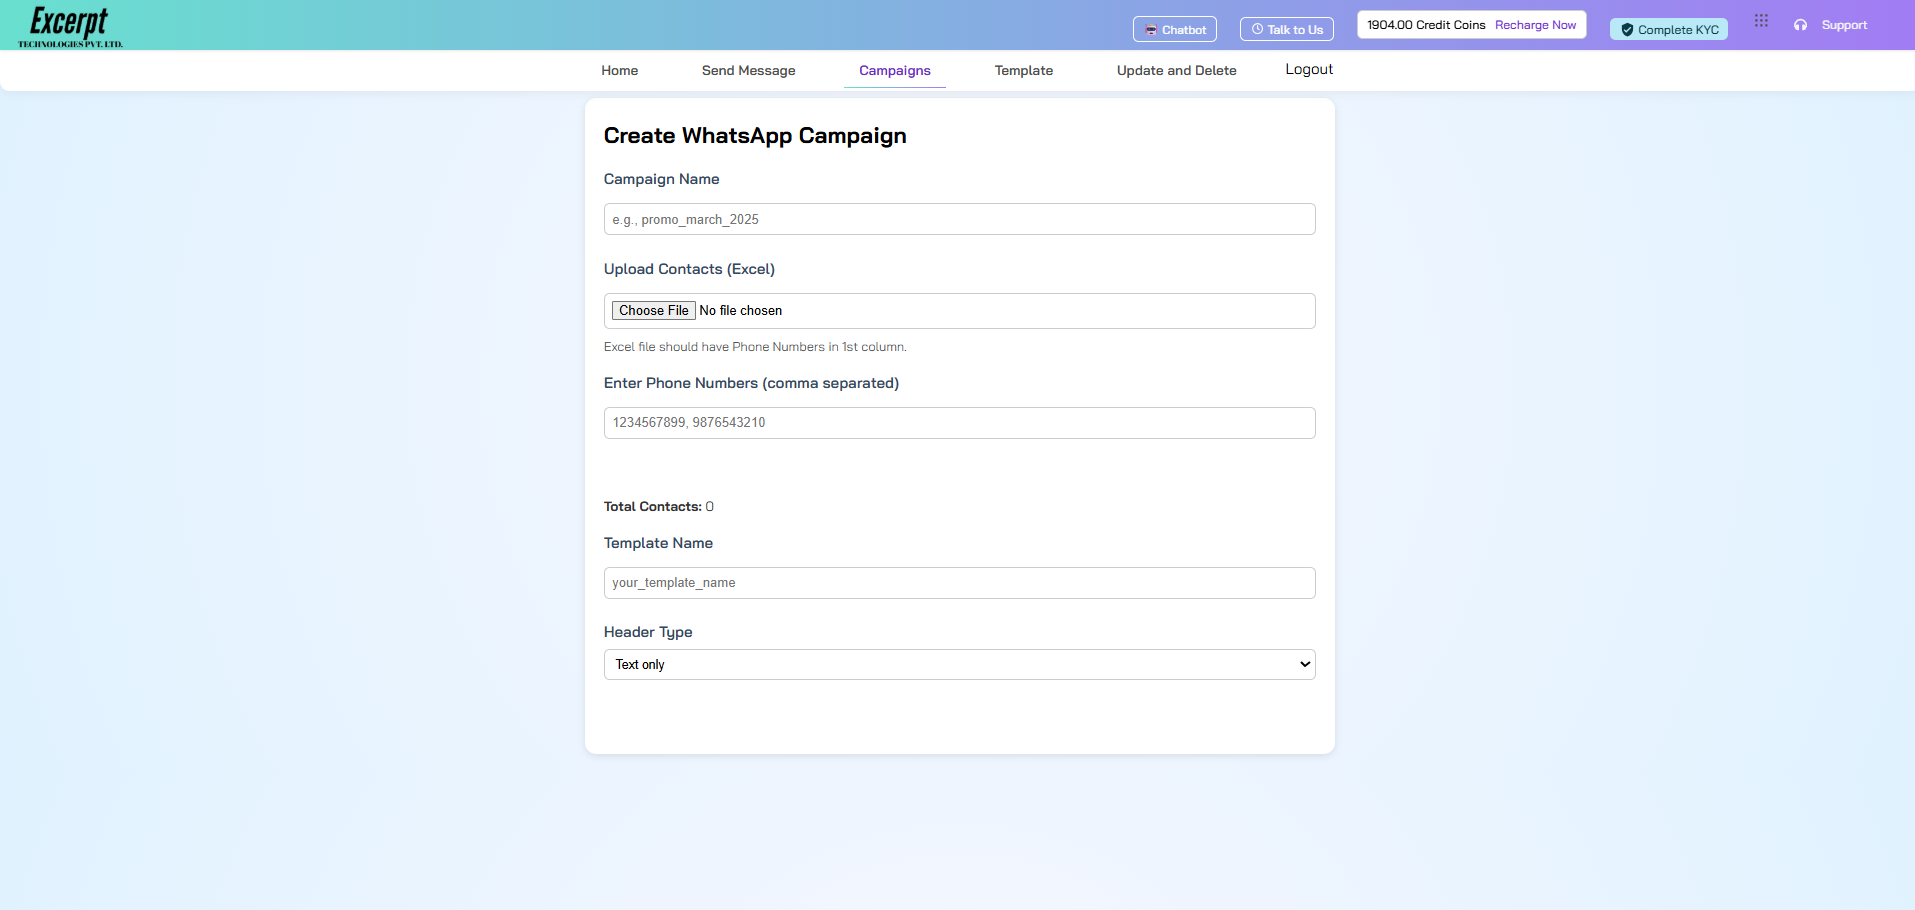 Excerpt
TECHNOLOGIES PVT. LTD.
Chatbot
Talk to Us
1904.00 Credit Coins Recharge Now
Complete KYC
Support
Home Send Message Campaigns Template Update and Delete Logout
Create WhatsApp Campaign
Campaign Name
e.g., promo_march_2025
Upload Contacts (Excel)
Choose File No file chosen
Excel file should have Phone Numbers in 1st column.
Enter Phone Numbers (comma separated)
1234567899, 9876543210
Total Contacts: 0
Template Name
your_template_name
Header Type
Text only